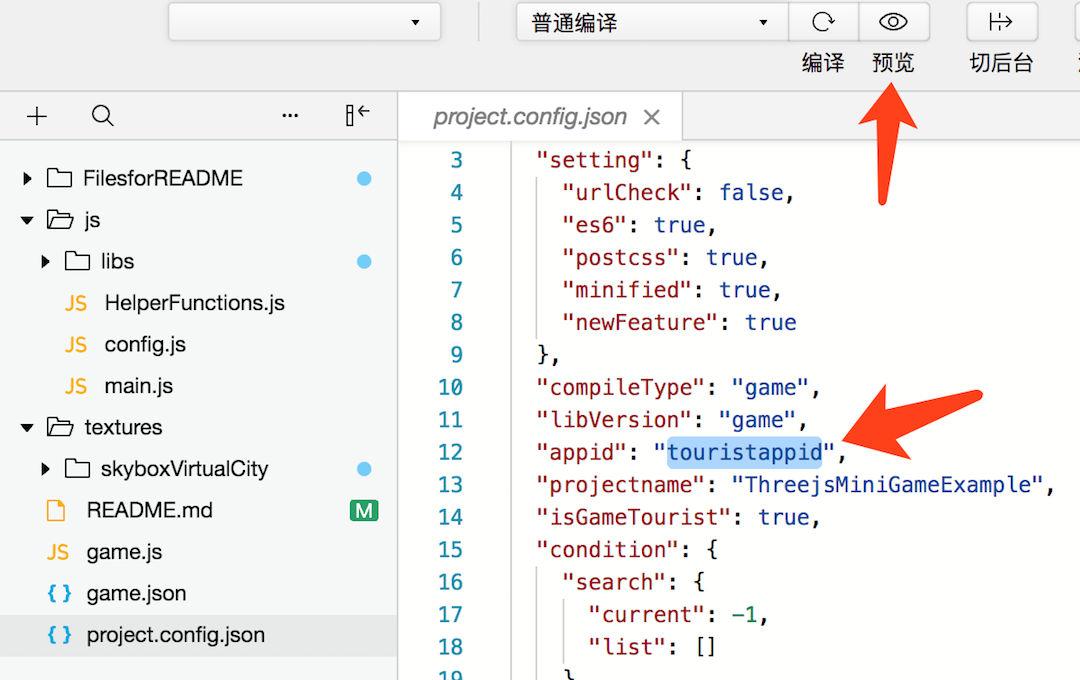 普通编译
编译 预览 切后台
project.config.json
FilesforREADME
js
libs
JS HelperFunctions.js
JS config.js
JS main.js
textures
skyboxVirtualCity
README.md M
JS game.js
{ } game.json
{ } project.config.json
3 "setting": {
4 "urlCheck": false,
5 "es6": true,
6 "postcss": true,
7 "minified": true,
8 "newFeature": true
9 },
10 "compileType": "game",
11 "libVersion": "game",
12 "appid": "touristappid",
13 "projectname": "ThreejsMiniGameExample",
14 "isGameTourist": true,
15 "condition": {
16 "search": {
17 "current": -1,
18 "list": []
19 }